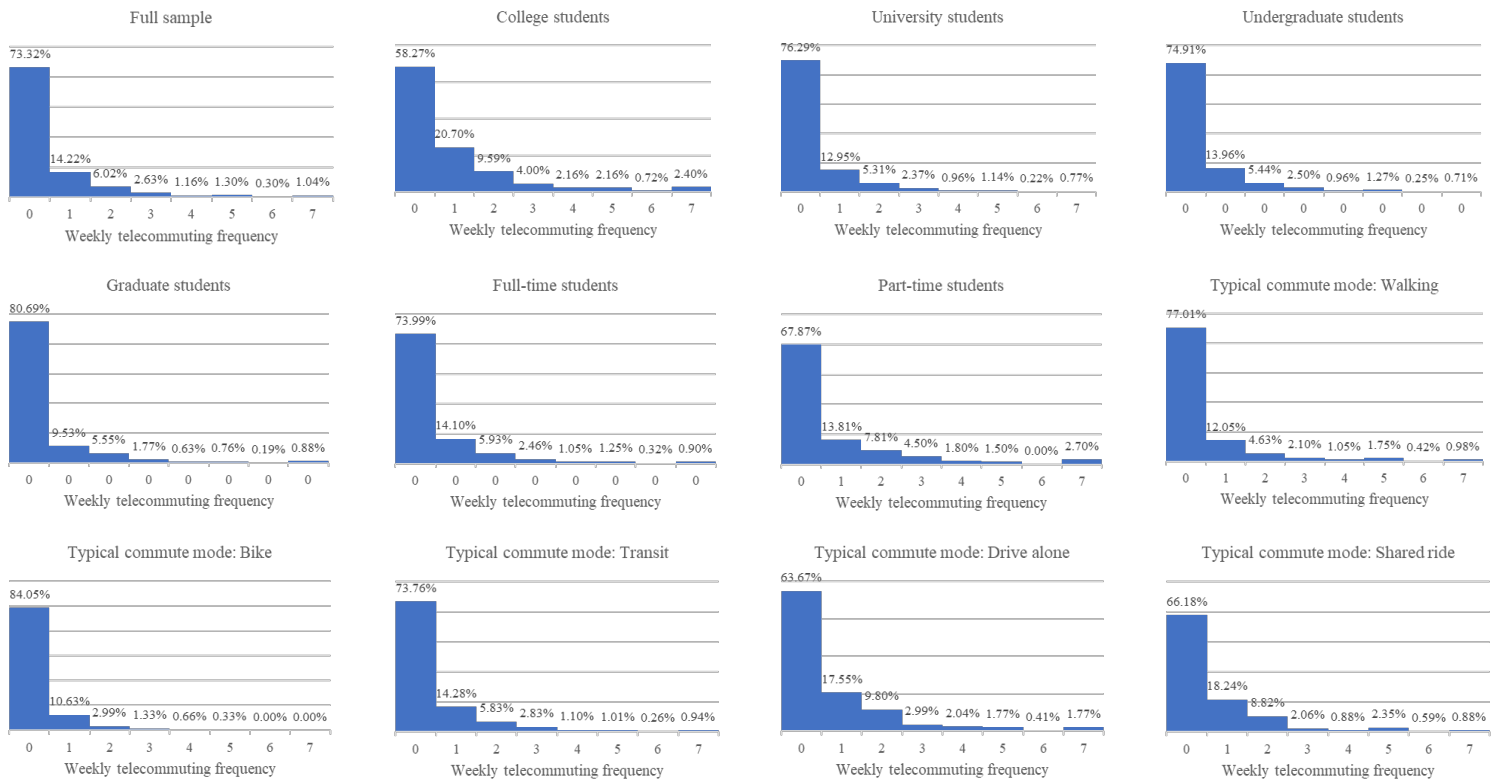 Full sample
73.32%
14.22%
6.02% 2.63% 1.16% 1.30% 0.30% 1.04%
0 1 2 3 4 5 6 7
Weekly telecommuting frequency
College students
58.27%
20.70%
9.59%
4.00% 2.16% 2.16% 0.72% 2.40%
0 1 2 3 4 5 6 7
Weekly telecommuting frequency
University students
76.29%
12.95%
5.31% 2.37% 0.96% 1.14% 0.22% 0.77%
0 1 2 3 4 5 6 7
Weekly telecommuting frequency
Undergraduate students
74.91%
13.96%
5.44% 2.50% 0.96% 1.27% 0.25% 0.71%
0 0 0 0 0 0 0 0
Weekly telecommuting frequency
Graduate students
80.69%
9.53% 5.55% 1.77% 0.63% 0.76% 0.19% 0.88%
0 0 0 0 0 0 0 0
Weekly telecommuting frequency
Full-time students
73.99%
14.10%
5.93% 2.46% 1.05% 1.25% 0.32% 0.90%
0 0 0 0 0 0 0 0
Weekly telecommuting frequency
Part-time students
67.87%
13.81%
7.81% 4.50% 1.80% 1.50% 0.00% 2.70%
0 1 2 3 4 5 6 7
Weekly telecommuting frequency
Typical commute mode: Walking
77.01%
12.05%
4.63% 2.10% 1.05% 1.75% 0.42% 0.98%
0 1 2 3 4 5 6 7
Weekly telecommuting frequency
Typical commute mode: Bike
84.05%
10.63%
2.99% 1.33% 0.66% 0.33% 0.00% 0.00%
0 1 2 3 4 5 6 7
Weekly telecommuting frequency
Typical commute mode: Transit
73.76%
14.28%
5.83% 2.83% 1.10% 1.01% 0.26% 0.94%
0 1 2 3 4 5 6 7
Weekly telecommuting frequency
Typical commute mode: Drive alone
63.67%
17.55%
9.80%
2.99% 2.04% 1.77% 0.41% 1.77%
0 1 2 3 4 5 6 7
Weekly telecommuting frequency
Typical commute mode: Shared ride
66.18%
18.24%
8.82%
2.06% 0.88% 2.35% 0.59% 0.88%
0 1 2 3 4 5 6 7
Weekly telecommuting frequency